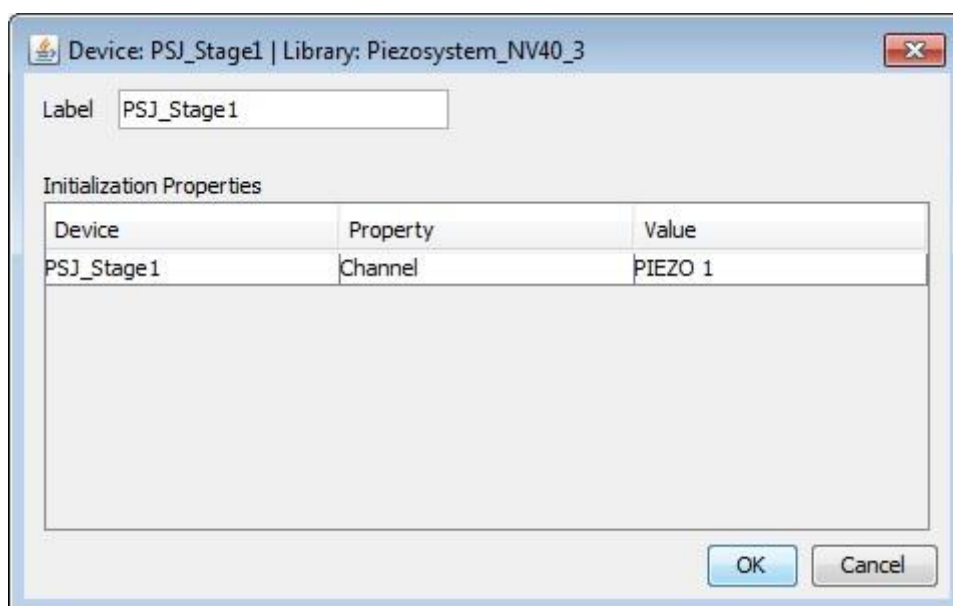 Device: PSJ_Stage1 | Library: Piezosystem_NV40_3
Label PSJ_Stage1
Initialization Properties
Device Property Value
PSJ_Stage1 Channel PIEZO 1
OK Cancel